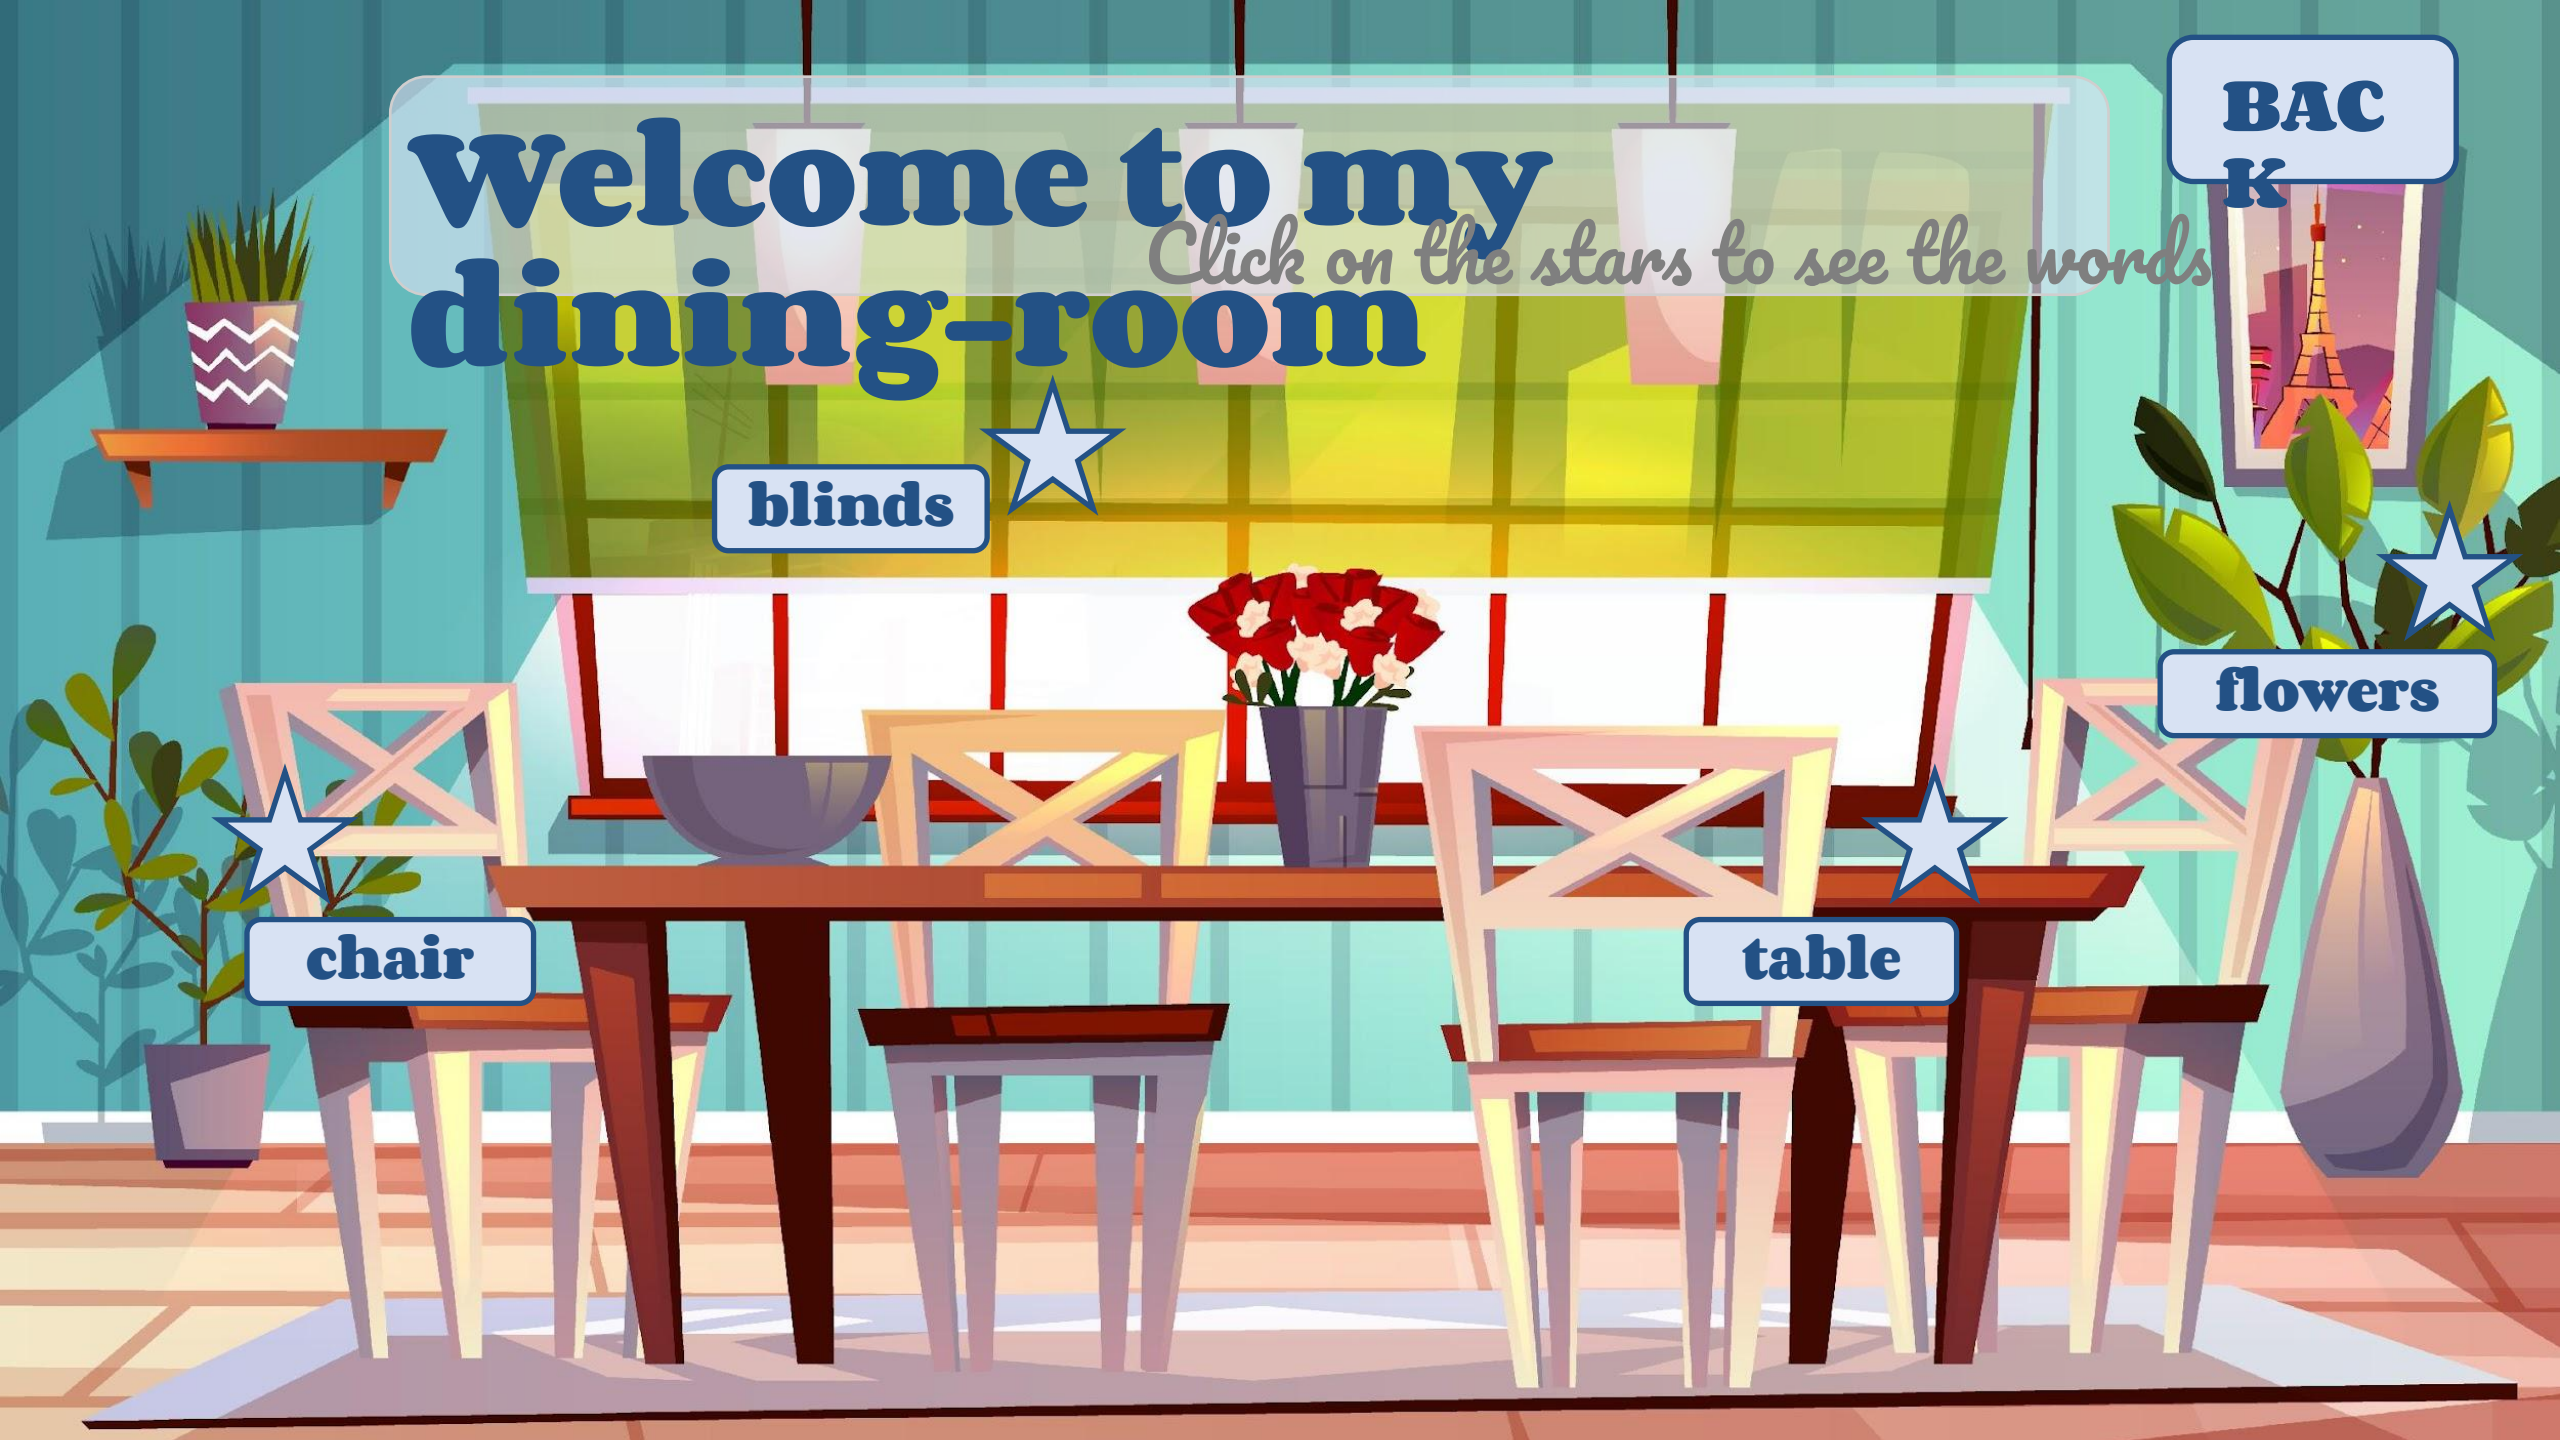 Welcome to my
dining-room
Click on the stars to see the words
BAC
K
blinds
flowers
chair
table